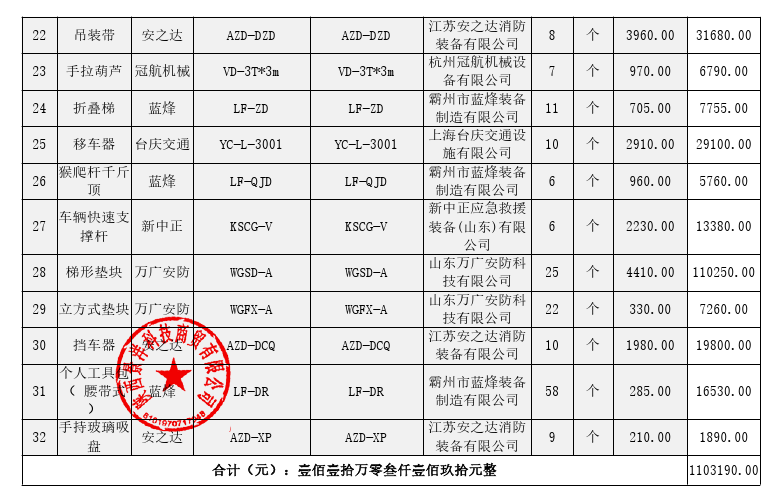 22 吊装带 安之达 AZD-DZD AZD-DZD 江苏安之达消防装备有限公司 8 个 3960.00 31680.00
23 手拉葫芦 冠航机械 VD-3T*3m VD-3T*3m 杭州冠航机械设备有限公司 7 个 970.00 6790.00
24 折叠梯 蓝烽 LF-ZD LF-ZD 霸州市蓝烽装备制造有限公司 11 个 705.00 7755.00
25 移车器 台庆交通 YC-L-3001 YC-L-3001 上海台庆交通设施有限公司 10 个 2910.00 29100.00
26 猴爬杆千斤顶 蓝烽 LF-QJD LF-QJD 霸州市蓝烽装备制造有限公司 6 个 960.00 5760.00
27 车辆快速支撑杆 新中正 KSCG-V KSCG-V 新中正应急救援装备(山东)有限公司 6 个 2230.00 13380.00
28 梯形垫块 万广安防 WGSD-A WGSD-A 山东万广安防科技有限公司 25 个 4410.00 110250.00
29 立方式垫块 万广安防 WGFX-A WGFX-A 山东万广安防科技有限公司 22 个 330.00 7260.00
30 挡车器 安之达 AZD-DCQ AZD-DCQ 江苏安之达消防装备有限公司 10 个 1980.00 19800.00
31 个人工具包（ 腰带式 ） 蓝烽 LF-DR LF-DR 霸州市蓝烽装备制造有限公司 58 个 285.00 16530.00
32 手持玻璃吸盘 安之达 AZD-XP AZD-XP 江苏安之达消防装备有限公司 9 个 210.00 1890.00
合计（元）：壹佰壹拾万零叁仟壹佰玖拾元整 1103190.00
科技商贸有限公司